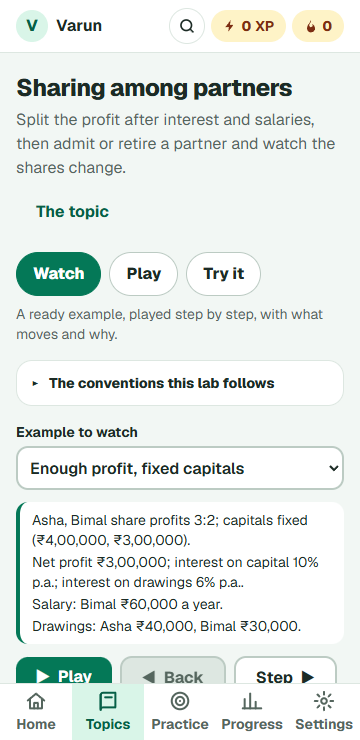 V Varun 0 XP 0
Sharing among partners
Split the profit after interest and salaries,
then admit or retire a partner and watch the
shares change.
The topic
Watch Play Try it
A ready example, played step by step, with what
moves and why.
▸ The conventions this lab follows
Example to watch
Enough profit, fixed capitals
Asha, Bimal share profits 3:2; capitals fixed
(₹4,00,000, ₹3,00,000).
Net profit ₹3,00,000; interest on capital 10%
p.a.; interest on drawings 6% p.a..
Salary: Bimal ₹60,000 a year.
Drawings: Asha ₹40,000, Bimal ₹30,000.
▶ Play ◀ Back Step ▶
Home Topics Practice Progress Settings